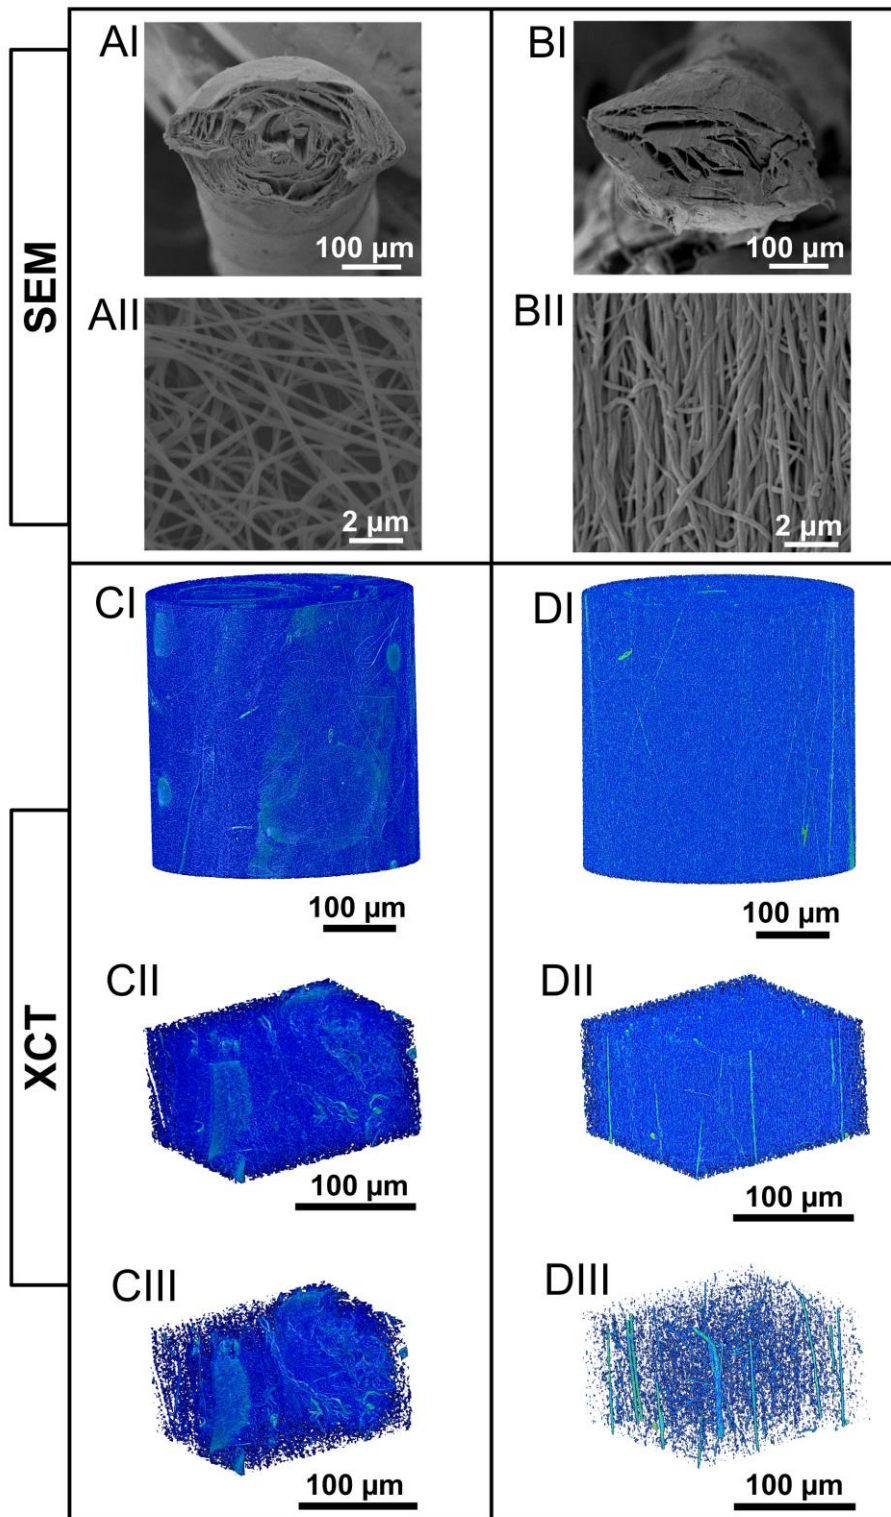 AI
BI
100 µm
100 µm
SEM
AII
BII
2 µm
2 µm
CI
DI
100 µm
100 µm
XCT
CII
DII
100 µm
100 µm
CIII
DIII
100 µm
100 µm